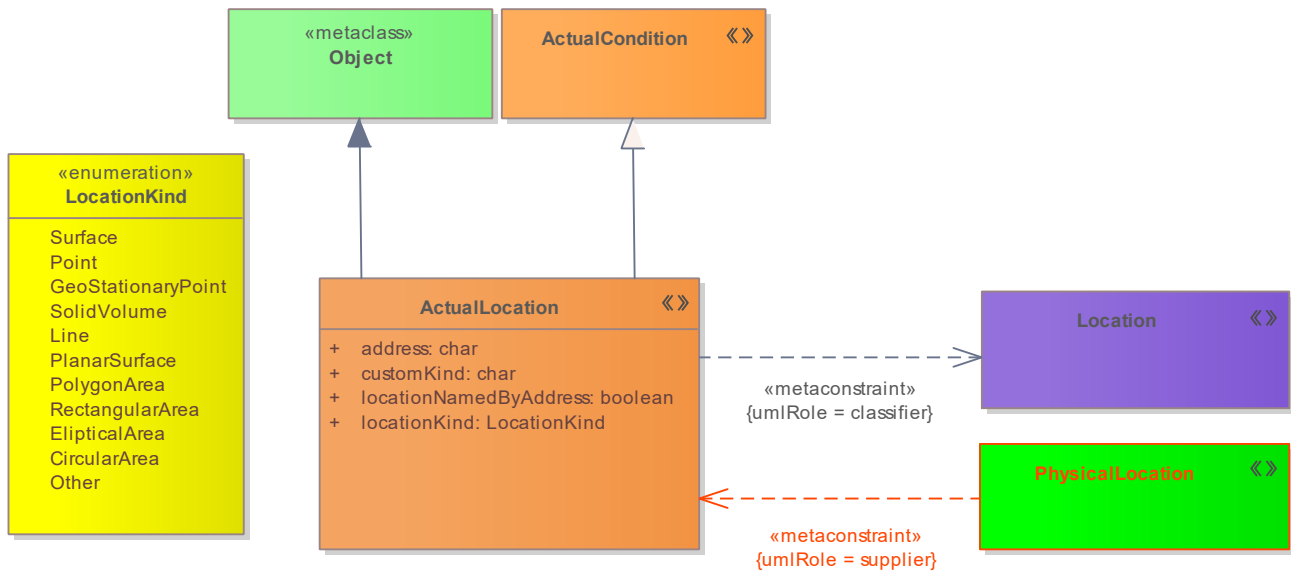 «metaclass»
Object
ActualCondition
«»
«enumeration»
LocationKind
Surface
Point
GeoStationaryPoint
SolidVolume
Line
PlanarSurface
PolygonArea
RectangularArea
ElipticalArea
CircularArea
Other
ActualLocation
«»
+ address: char
+ customKind: char
+ locationNamedByAddress: boolean
+ locationKind: LocationKind
Location
«»
«metaconstraint»
{umlRole = classifier}
PhysicalLocation
«»
«metaconstraint»
{umlRole = supplier}